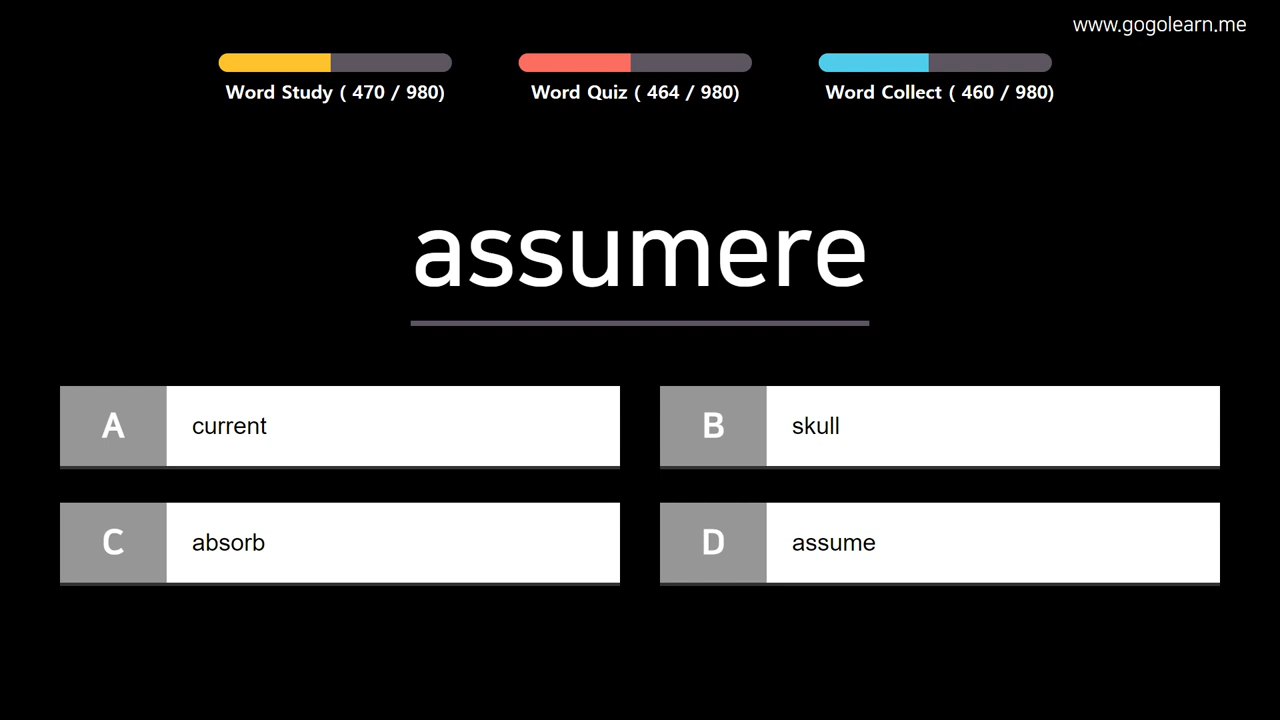 www.gogolearn.me
Word Study ( 470 / 980)
Word Quiz ( 464 / 980)
Word Collect ( 460 / 980)
assumere
A current
B skull
C absorb
D assume